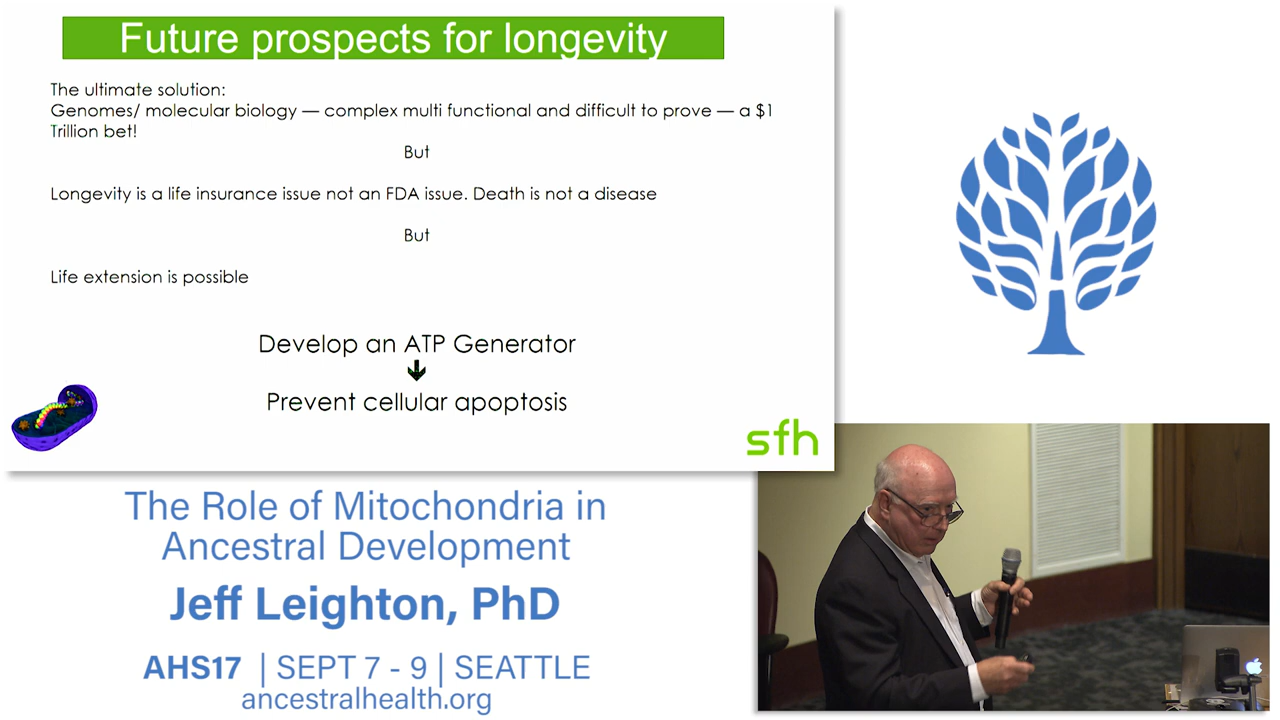 Future prospects for longevity
The ultimate solution:
Genomes/ molecular biology — complex multi functional and difficult to prove — a $1
Trillion bet!
But
Longevity is a life insurance issue not an FDA issue. Death is not a disease
But
Life extension is possible
Develop an ATP Generator
Prevent cellular apoptosis
sfh
The Role of Mitochondria in
Ancestral Development
Jeff Leighton, PhD
AHS17 | SEPT 7 - 9 | SEATTLE
ancestralhealth.org